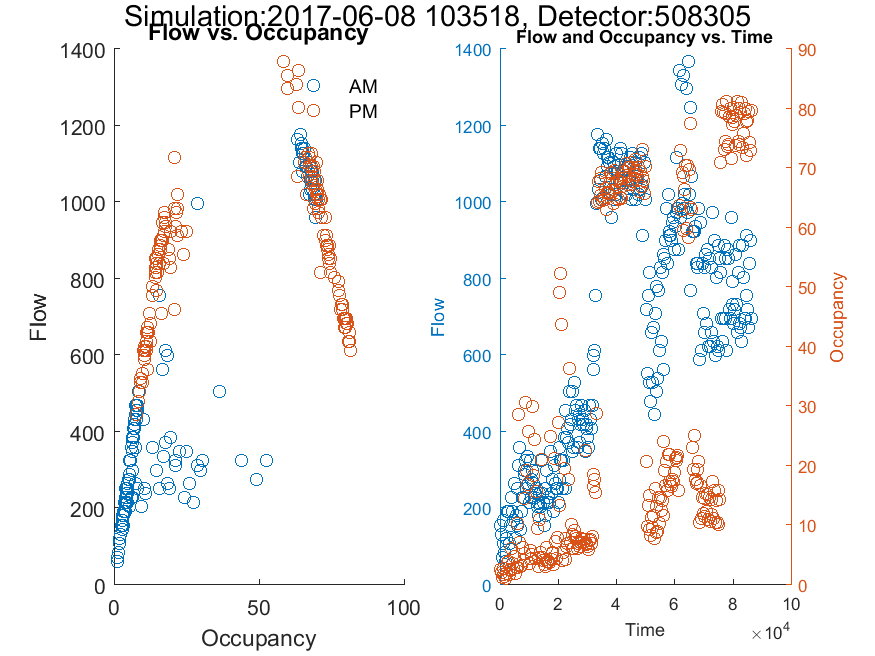 Simulation:2017-06-08 103518, Detector:508305
Flow vs. Occupancy
1400
1200
1000
800
600
400
200
0
0 50 100
Flow
Occupancy
AM
PM
Flow and Occupancy vs. Time
1400
1200
1000
800
600
400
200
0
Flow
90
80
70
60
50
40
30
20
10
0
Occupancy
0 2 4 6 8 10
Time
×10⁴